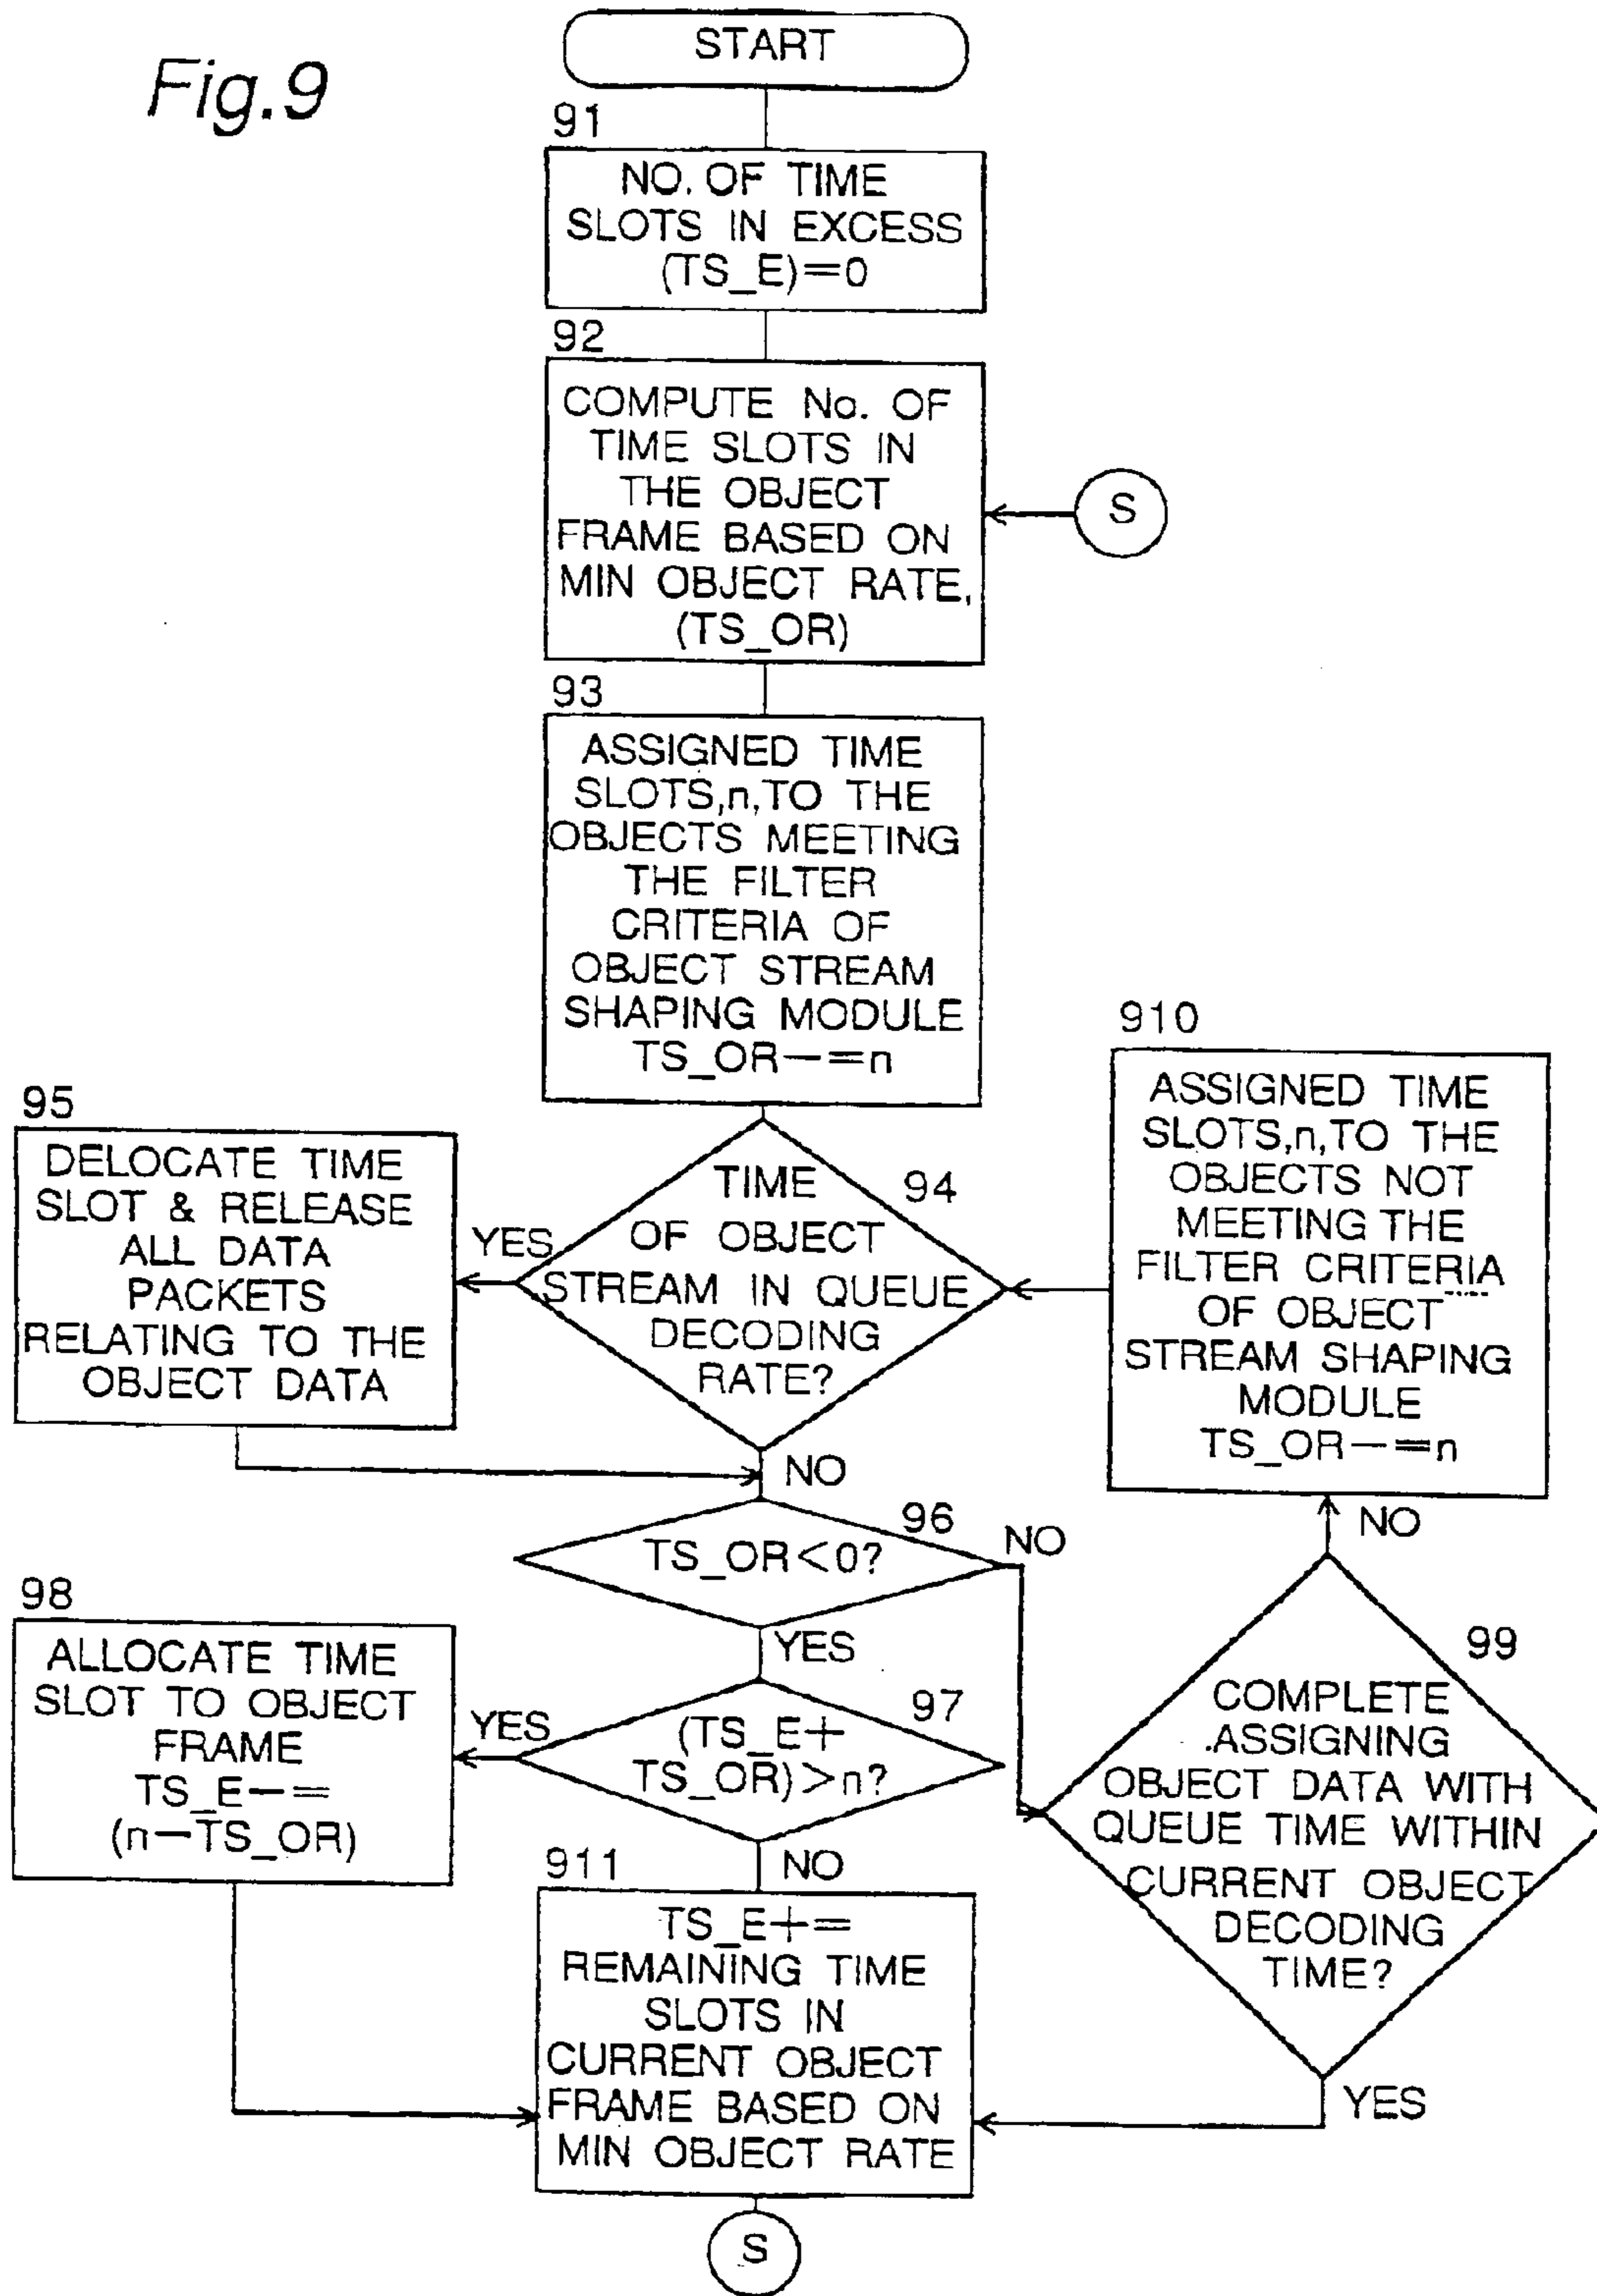 Fig.9
START
91
NO. OF TIME
SLOTS IN EXCESS
(TS_E)=0
92
COMPUTE No. OF
TIME SLOTS IN
THE OBJECT
FRAME BASED ON
MIN OBJECT RATE,
(TS_OR)
S
93
ASSIGNED TIME
SLOTS,n,TO THE
OBJECTS MEETING
THE FILTER
CRITERIA OF
OBJECT STREAM
SHAPING MODULE
TS_OR-=n
94
TIME
OF OBJECT
STREAM IN QUEUE
DECODING
RATE?
YES
NO
95
DELOCATE TIME
SLOT & RELEASE
ALL DATA
PACKETS
RELATING TO THE
OBJECT DATA
910
ASSIGNED TIME
SLOTS,n,TO THE
OBJECTS NOT
MEETING THE
FILTER CRITERIA
OF OBJECT
STREAM SHAPING
MODULE
TS_OR-=n
96
TS_OR<0?
NO
YES
97
(TS_E+
TS_OR)>n?
YES
NO
98
ALLOCATE TIME
SLOT TO OBJECT
FRAME
TS_E-=
(n-TS_OR)
99
COMPLETE
ASSIGNING
OBJECT DATA WITH
QUEUE TIME WITHIN
CURRENT OBJECT
DECODING
TIME?
NO
YES
911
TS_E+=
REMAINING TIME
SLOTS IN
CURRENT OBJECT
FRAME BASED ON
MIN OBJECT RATE
S